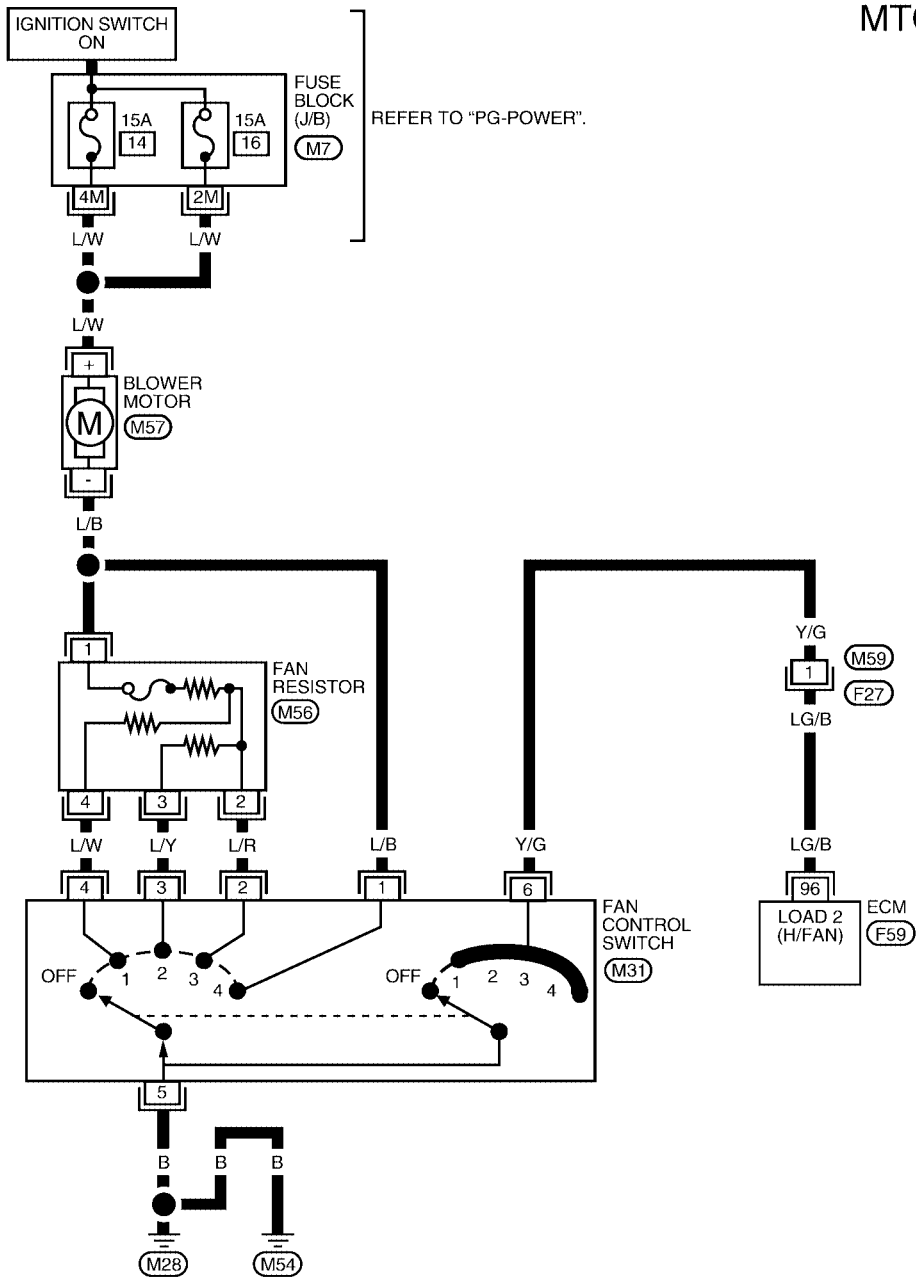 MTC
IGNITION SWITCH
ON
FUSE
BLOCK
(J/B)
M7
REFER TO “PG-POWER”.
15A
14
15A
16
4M
2M
L/W
L/W
L/W
+
BLOWER
MOTOR
M57
M
-
L/B
1
FAN
RESISTOR
M56
Y/G
1
M59
F27
LG/B
4
3
2
L/W
L/Y
L/R
L/B
Y/G
LG/B
4
3
2
1
6
96
FAN
CONTROL
SWITCH
M31
LOAD 2
(H/FAN)
ECM
F59
OFF
1
2
3
4
OFF
1
2
3
4
5
B
B
B
M28
M54